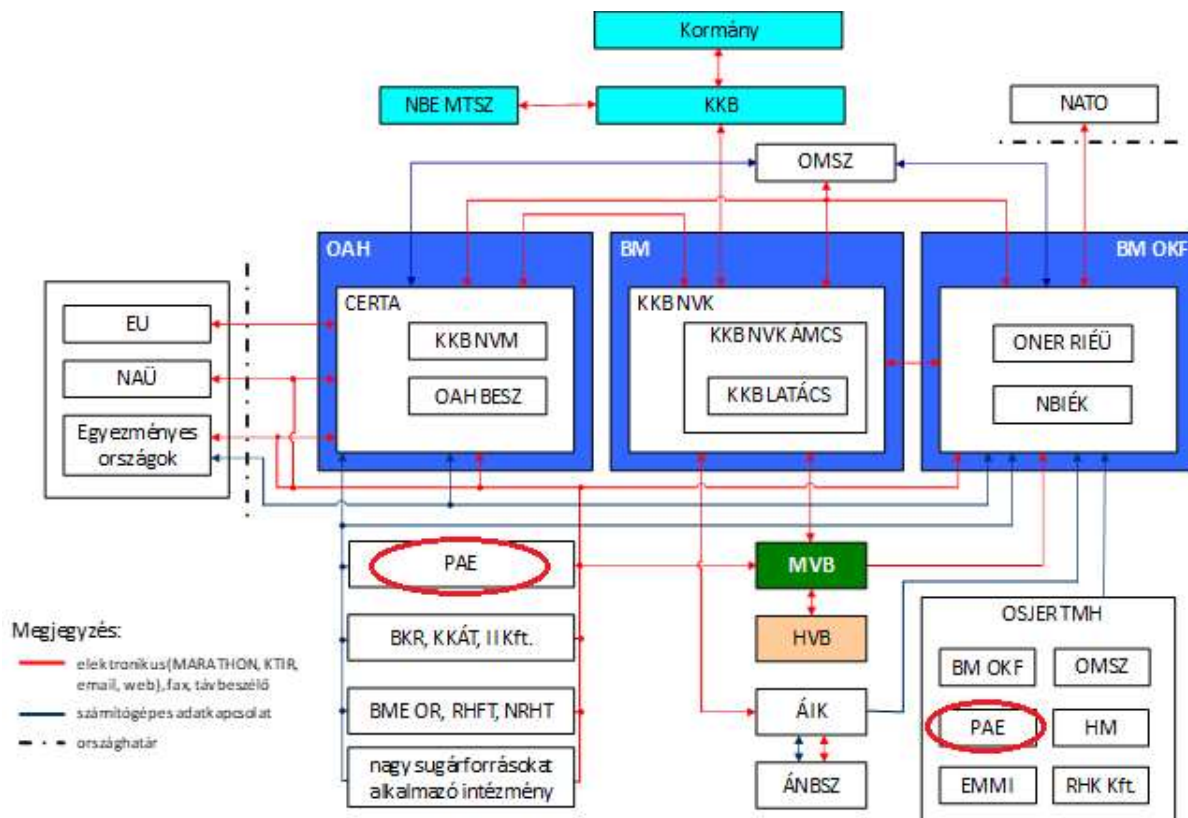 Kormány
NBE MTSZ
KKB
NATO
OMSZ
OAH
BM
BM OKF
CERTA
KKB NVM
OAH BESZ
KKB NVK
KKB NVK ÁMCS
KKB LATÁCS
ONER RIÉÜ
NBIÉK
EU
NAÜ
Egyezményes
országok
PAE
BKR, KKÁT, II Kft.
BME OR, RHFT, NRHT
nagy sugárforrásokat
alkalmazó intézmény
MVB
HVB
ÁIK
ÁNBSZ
OSJER TMH
BM OKF
OMSZ
PAE
HM
EMMI
RHK Kft.
Megjegyzés:
elektronikus(MARATHON, KTIR,
email, web), fax, távbeszélő
számítógépes adatkapcsolat
országhatár